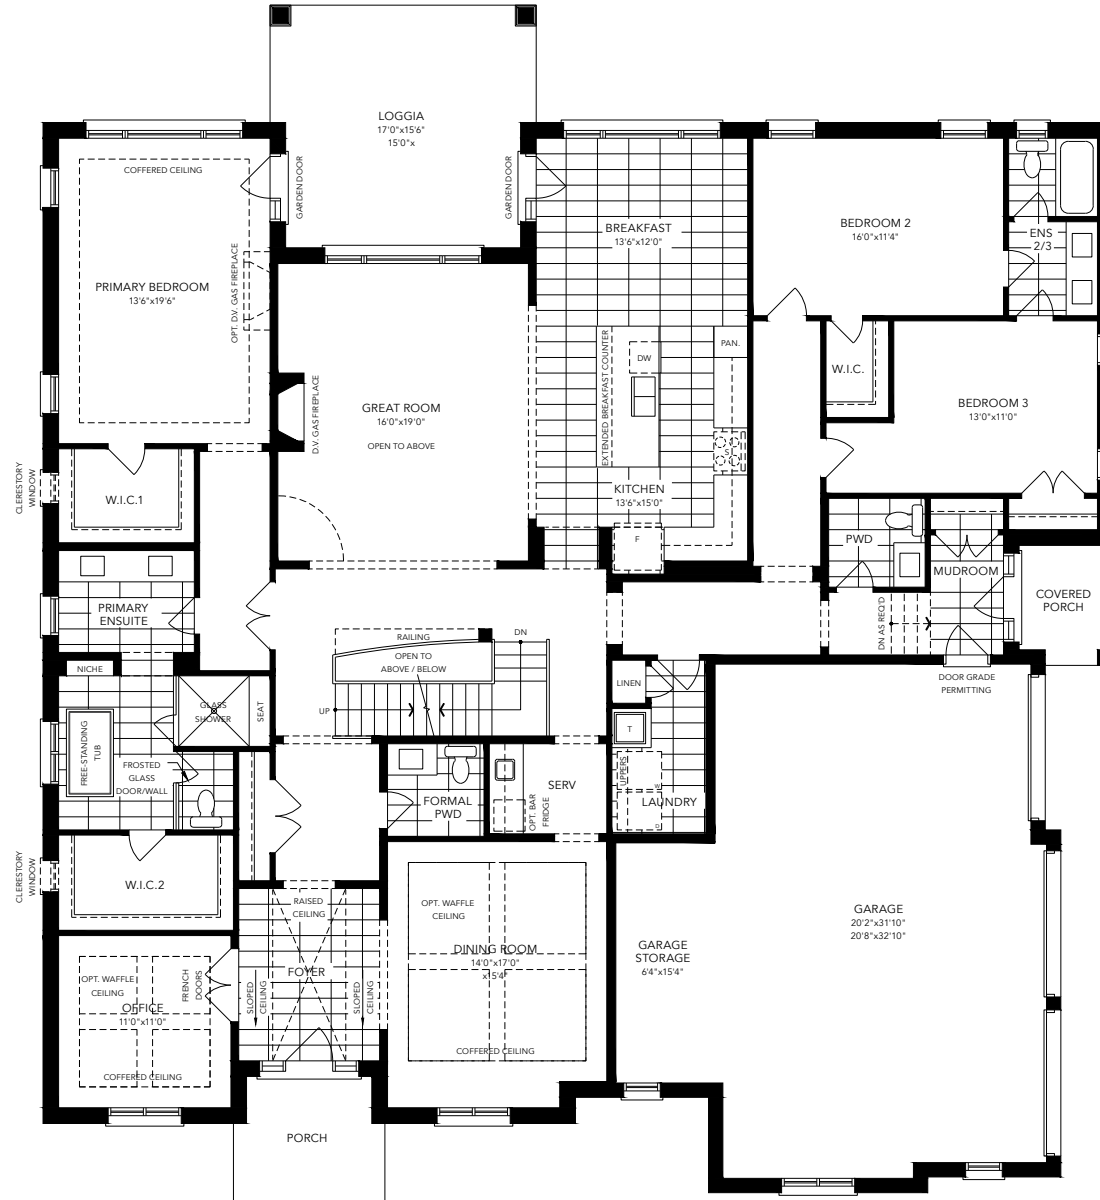 LOGGIA
17'0"x15'6"
15'0"x
COFFERED CEILING
GARDEN DOOR
GARDEN DOOR
BREAKFAST
13'6"x12'0"
BEDROOM 2
16'0"x11'4"
ENS
2/3
PRIMARY BEDROOM
13'6"x19'6"
OPT. D.V. GAS FIREPLACE
D.V. GAS FIREPLACE
GREAT ROOM
16'0"x19'0"
OPEN TO ABOVE
EXTENDED BREAKFAST COUNTER
DW
PAN.
S
W.I.C.
BEDROOM 3
13'0"x11'0"
CLERESTORY
WINDOW
W.I.C.1
KITCHEN
13'6"x15'0"
F
PWD
MUDROOM
COVERED
PORCH
PRIMARY
ENSUITE
DN AS REQ'D
RAILING
DN
OPEN TO
ABOVE / BELOW
UP
NICHE
GLASS
SHOWER
SEAT
LINEN
DOOR GRADE
PERMITTING
FREE-STANDING
TUB
FROSTED
GLASS
DOOR/WALL
T
UPPERS
W
D
LAUNDRY
FORMAL
PWD
SERV
OPT. BAR
FRIDGE
CLERESTORY
WINDOW
W.I.C.2
RAISED
CEILING
OPT. WAFFLE
CEILING
DINING ROOM
14'0"x17'0"
x15'4"
COFFERED CEILING
GARAGE
STORAGE
6'4"x15'4"
GARAGE
20'2"x31'10"
20'8"x32'10"
FOYER
SLOPED
CEILING
SLOPED
CEILING
FRENCH
DOORS
OPT. WAFFLE
CEILING
OFFICE
11'0"x11'0"
COFFERED CEILING
PORCH